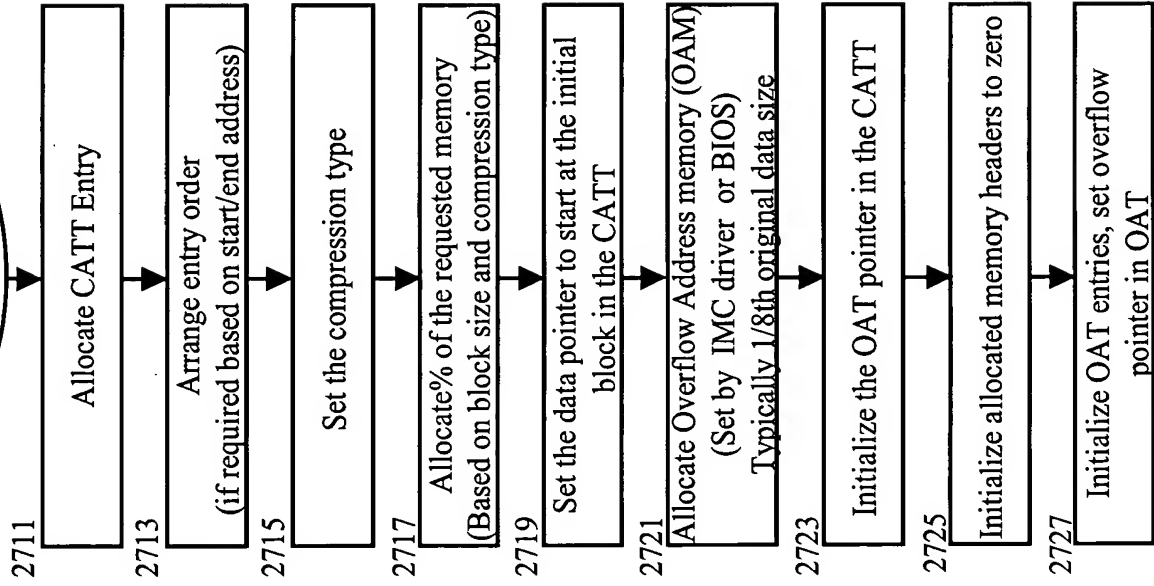 2711
Allocate CATT Entry
2713
Arrange entry order
(if required based on start/end address)
2715
Set the compression type
2717
Allocate% of the requested memory
(Based on block size and compression type)
2719
Set the data pointer to start at the initial
block in the CATT
2721
Allocate Overflow Address memory (OAM)
(Set by IMC driver or BIOS)
Typically 1/8th original data size
2723
Initialize the OAT pointer in the CATT
2725
Initialize allocated memory headers to zero
2727
Initialize OAT entries, set overflow
pointer in OAT